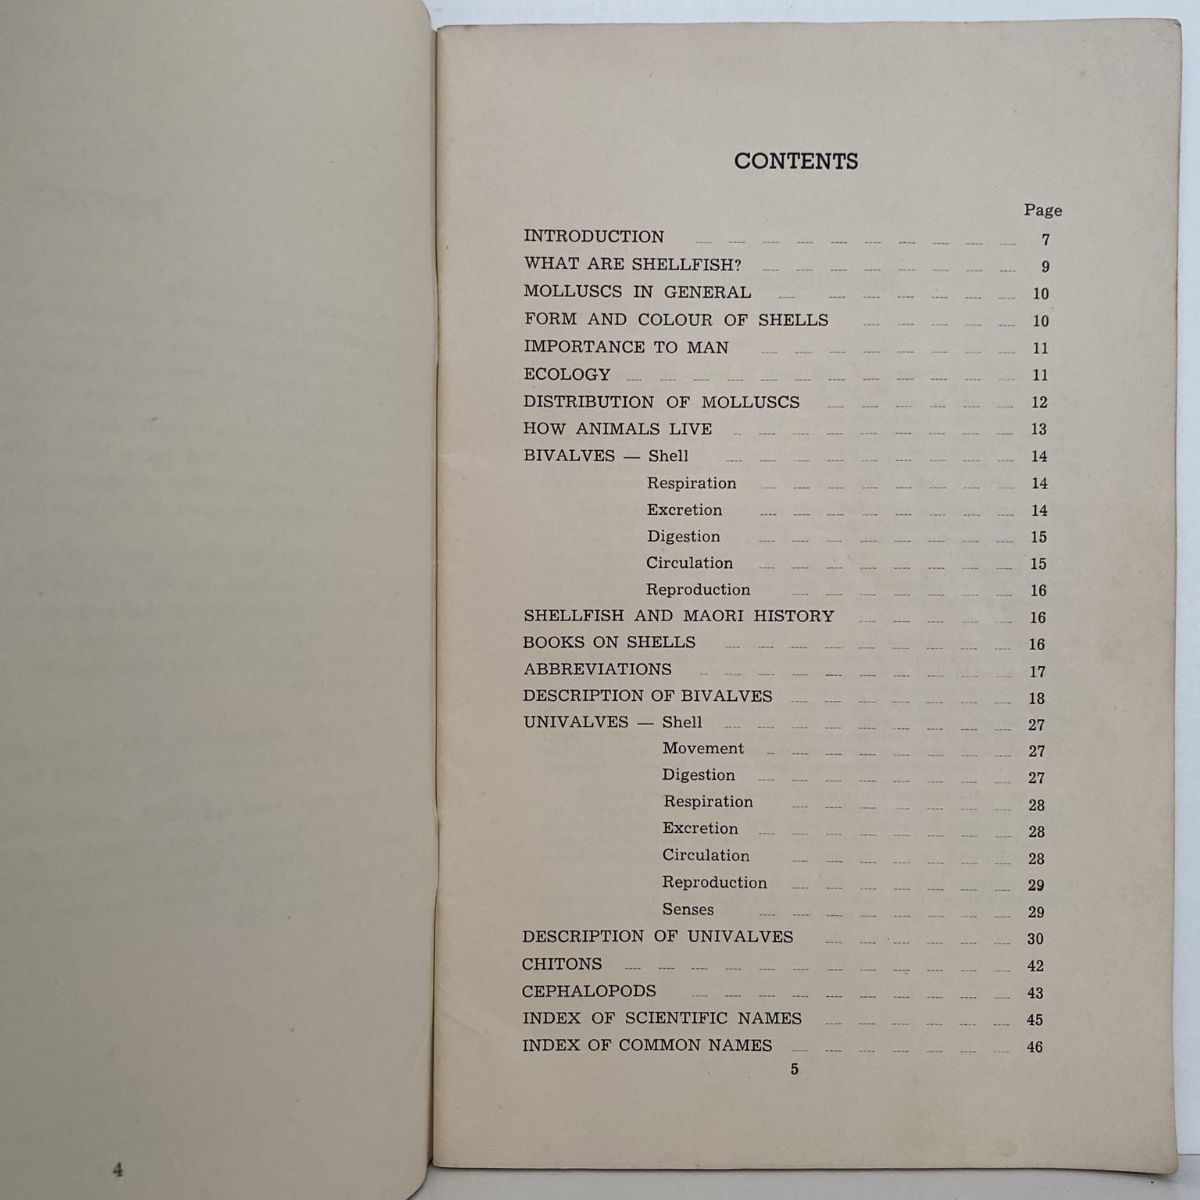 4
CONTENTS
Page
INTRODUCTION 7
WHAT ARE SHELLFISH? 9
MOLLUSCS IN GENERAL 10
FORM AND COLOUR OF SHELLS 10
IMPORTANCE TO MAN 11
ECOLOGY 11
DISTRIBUTION OF MOLLUSCS 12
HOW ANIMALS LIVE 13
BIVALVES — Shell 14
Respiration 14
Excretion 14
Digestion 15
Circulation 15
Reproduction 16
SHELLFISH AND MAORI HISTORY 16
BOOKS ON SHELLS 16
ABBREVIATIONS 17
DESCRIPTION OF BIVALVES 18
UNIVALVES — Shell 27
Movement 27
Digestion 27
Respiration 28
Excretion 28
Circulation 28
Reproduction 29
Senses 29
DESCRIPTION OF UNIVALVES 30
CHITONS 42
CEPHALOPODS 43
INDEX OF SCIENTIFIC NAMES 45
INDEX OF COMMON NAMES 46
5